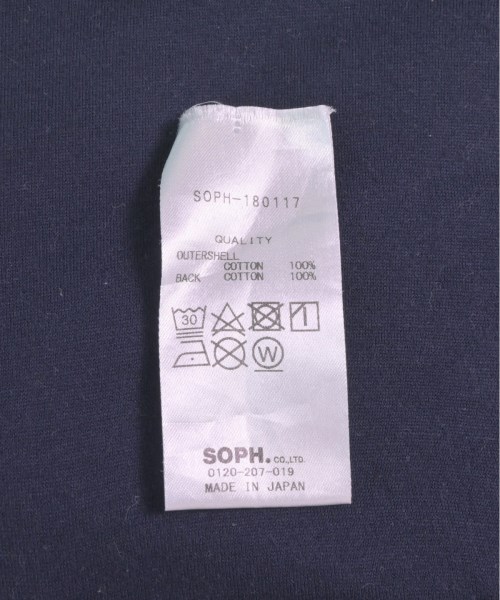 SOPH-180117
QUALITY
OUTERSHELL
COTTON 100%
BACK COTTON 100%
30
W
SOPH. CO.,LTD.
0120-207-019
MADE IN JAPAN